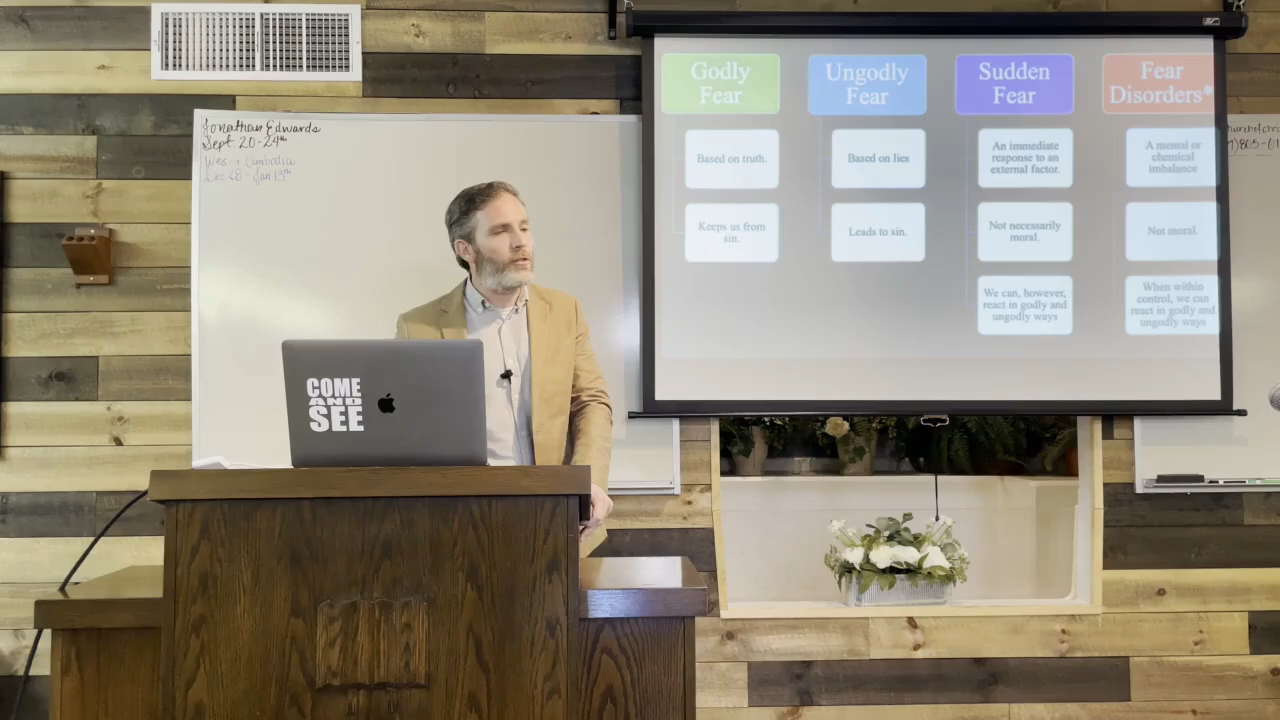 Jonathan Edwards
Sept 20-24th
Wes → Cambodia
Dec 28 - Jan 13th
COME
AND
SEE
Godly
Fear
Based on truth.
Keeps us from
sin.
Ungodly
Fear
Based on lies
Leads to sin.
Sudden
Fear
An immediate
response to an
external factor.
Not necessarily
moral.
We can, however,
react in godly and
ungodly ways
Fear
Disorders*
A mental or
chemical
imbalance
Not moral.
When within
control, we can
react in godly and
ungodly ways